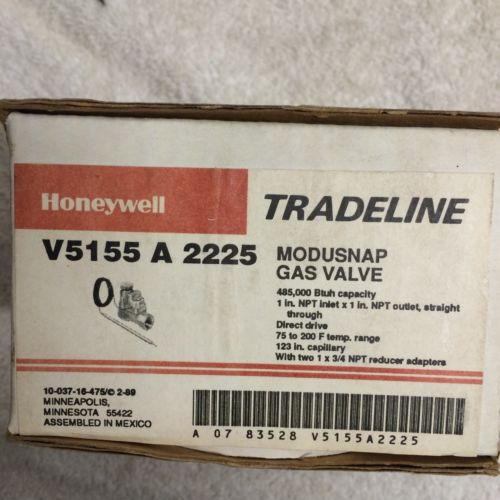 Honeywell
TRADELINE
V5155 A 2225
MODUSNAP
GAS VALVE
485,000 Btuh capacity
1 in. NPT inlet x 1 in. NPT outlet, straight
through
Direct drive
75 to 200 F temp. range
123 in. capillary
With two 1 x 3/4 NPT reducer adapters
10-037-16-475/© 2-89
MINNEAPOLIS,
MINNESOTA 55422
ASSEMBLED IN MEXICO
A 07 83528 V5155A2225